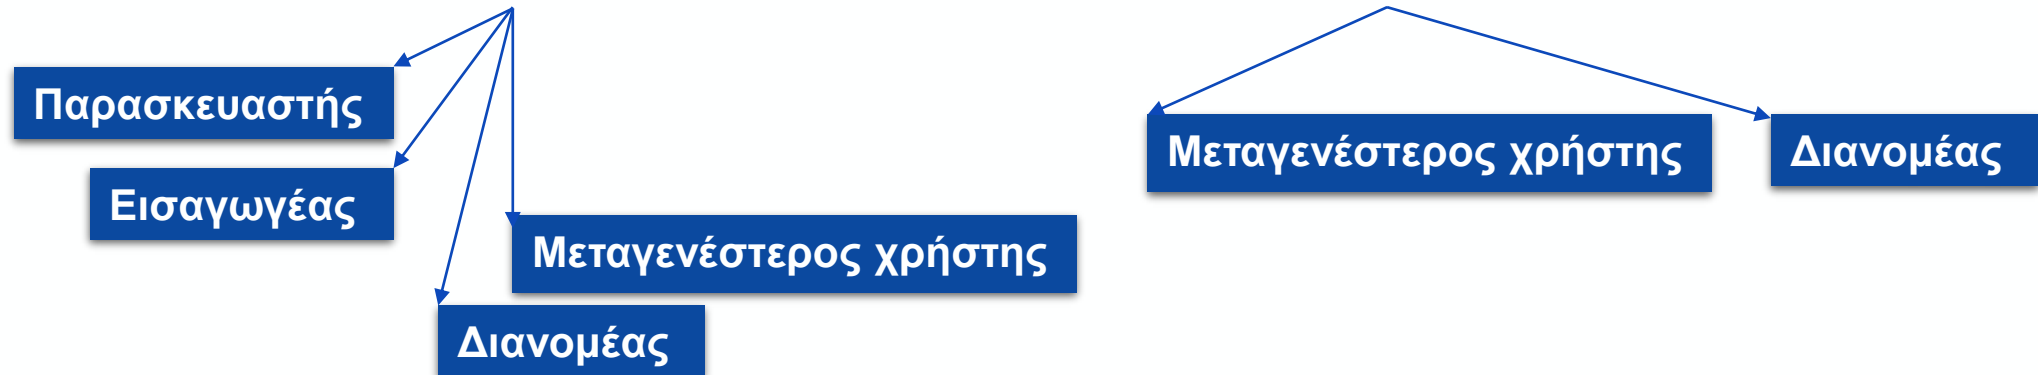 Παρασκευαστής
Εισαγωγέας
Μεταγενέστερος χρήστης
Διανομέας
Μεταγενέστερος χρήστης
Διανομέας